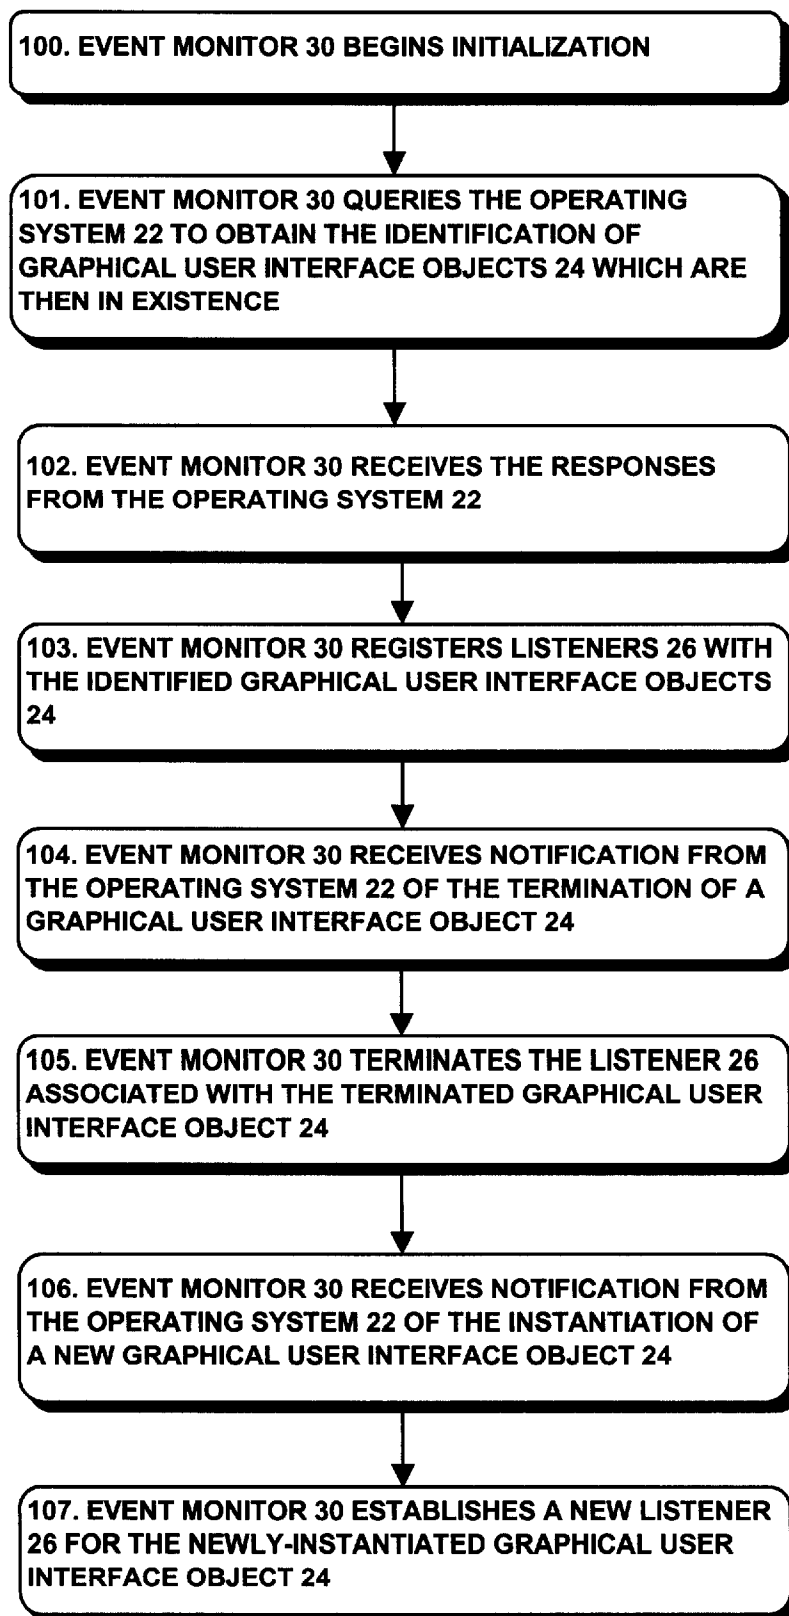 100. EVENT MONITOR 30 BEGINS INITIALIZATION
101. EVENT MONITOR 30 QUERIES THE OPERATING
SYSTEM 22 TO OBTAIN THE IDENTIFICATION OF
GRAPHICAL USER INTERFACE OBJECTS 24 WHICH ARE
THEN IN EXISTENCE
102. EVENT MONITOR 30 RECEIVES THE RESPONSES
FROM THE OPERATING SYSTEM 22
103. EVENT MONITOR 30 REGISTERS LISTENERS 26 WITH
THE IDENTIFIED GRAPHICAL USER INTERFACE OBJECTS
24
104. EVENT MONITOR 30 RECEIVES NOTIFICATION FROM
THE OPERATING SYSTEM 22 OF THE TERMINATION OF A
GRAPHICAL USER INTERFACE OBJECT 24
105. EVENT MONITOR 30 TERMINATES THE LISTENER 26
ASSOCIATED WITH THE TERMINATED GRAPHICAL USER
INTERFACE OBJECT 24
106. EVENT MONITOR 30 RECEIVES NOTIFICATION FROM
THE OPERATING SYSTEM 22 OF THE INSTANTIATION OF
A NEW GRAPHICAL USER INTERFACE OBJECT 24
107. EVENT MONITOR 30 ESTABLISHES A NEW LISTENER
26 FOR THE NEWLY-INSTANTIATED GRAPHICAL USER
INTERFACE OBJECT 24